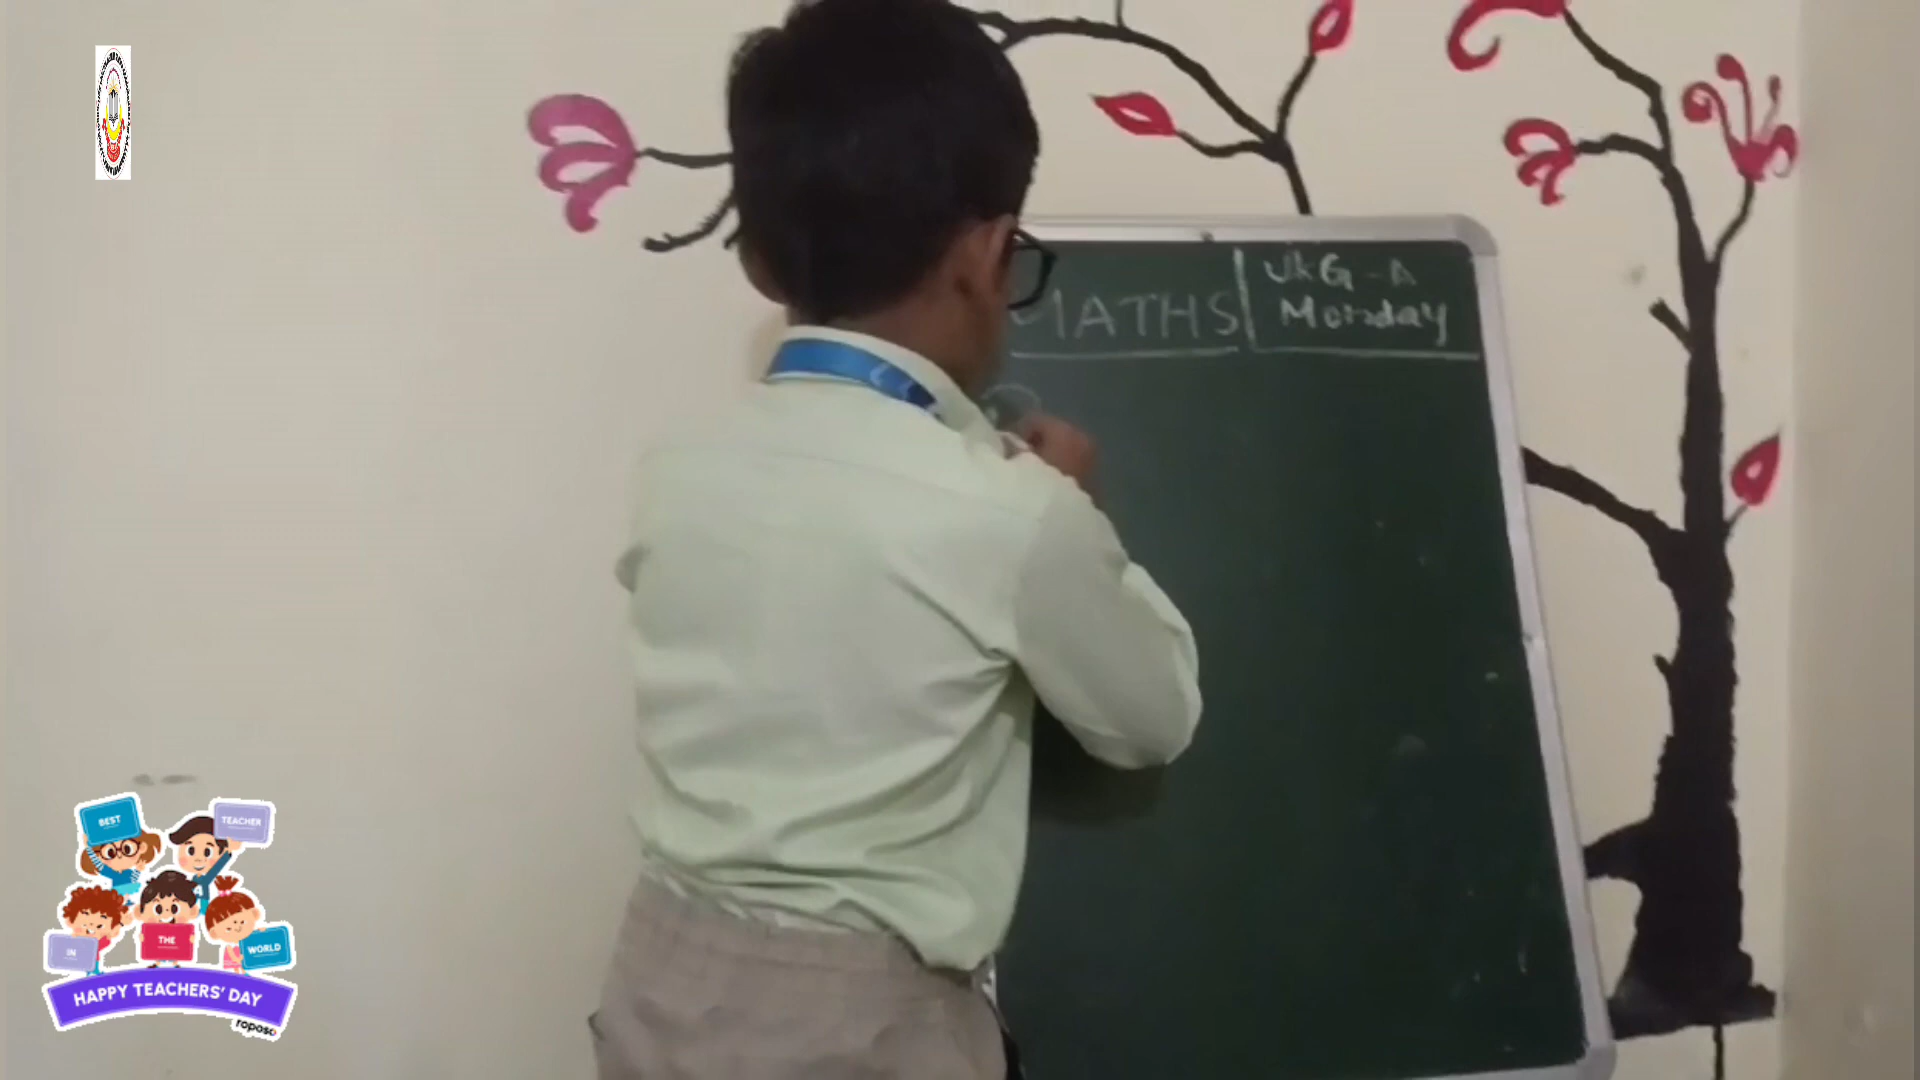 MATHS
UKG-A
Monday
BEST
TEACHER
IN
THE
WORLD
HAPPY TEACHERS' DAY
roposo